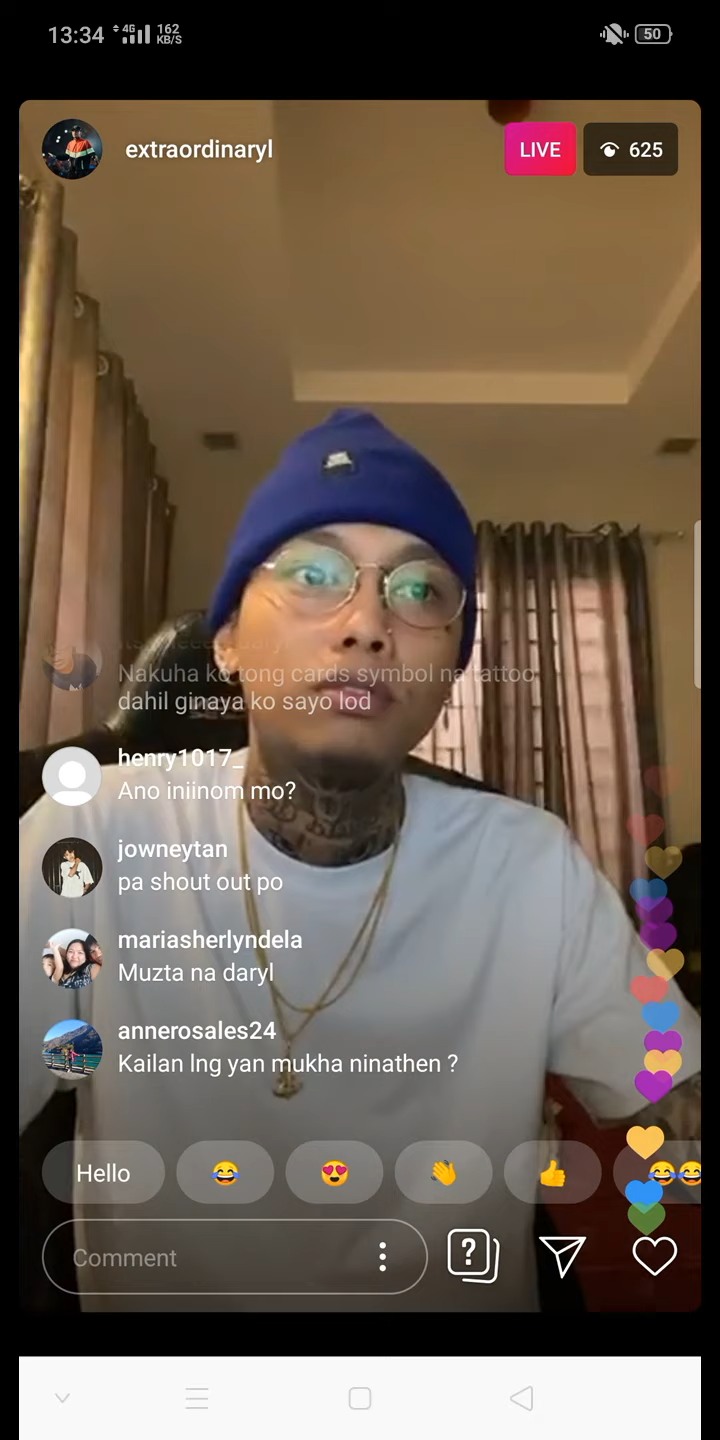 13:34
4G
162
KB/S
50
extraordinaryl
LIVE
625
Nakuha ko tong cards symbol na tattoo
dahil ginaya ko sayo lod
henry1017_
Ano iniinom mo?
jowneytan
pa shout out po
mariasherlyndela
Muzta na daryl
annerosales24
Kailan lng yan mukha ninathen ?
Hello
Comment